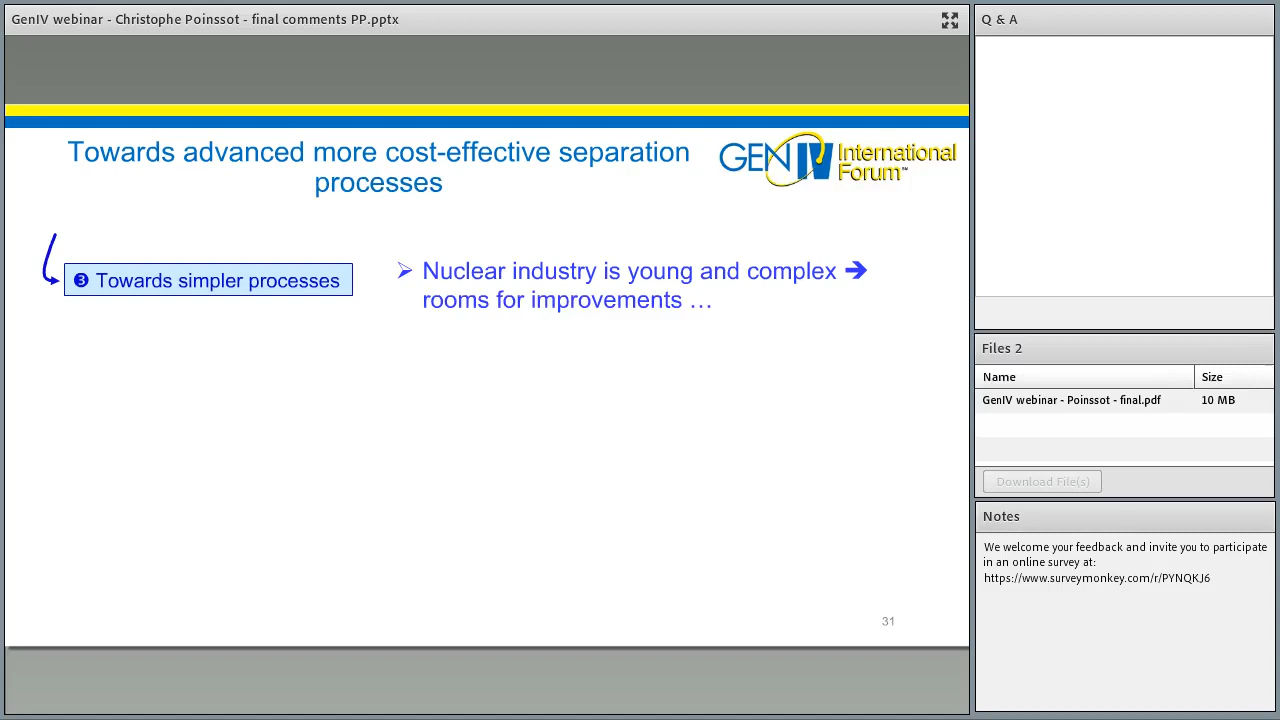 GenIV webinar - Christophe Poinssot - final comments PP.pptx
Towards advanced more cost-effective separation
processes
GENIV International
Forum™
❸ Towards simpler processes
➢ Nuclear industry is young and complex ➔
rooms for improvements …
31
Q & A
Files 2
Name Size
GenIV webinar - Poinssot - final.pdf 10 MB
Download File(s)
Notes
We welcome your feedback and invite you to participate
in an online survey at:
https://www.surveymonkey.com/r/PYNQKJ6